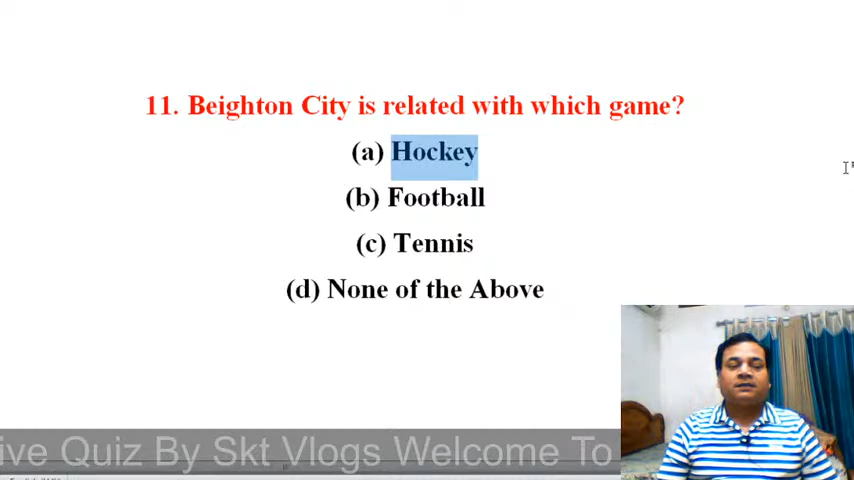 11. Beighton City is related with which game?
(a) Hockey
(b) Football
(c) Tennis
(d) None of the Above
ive Quiz By Skt Vlogs Welcome To